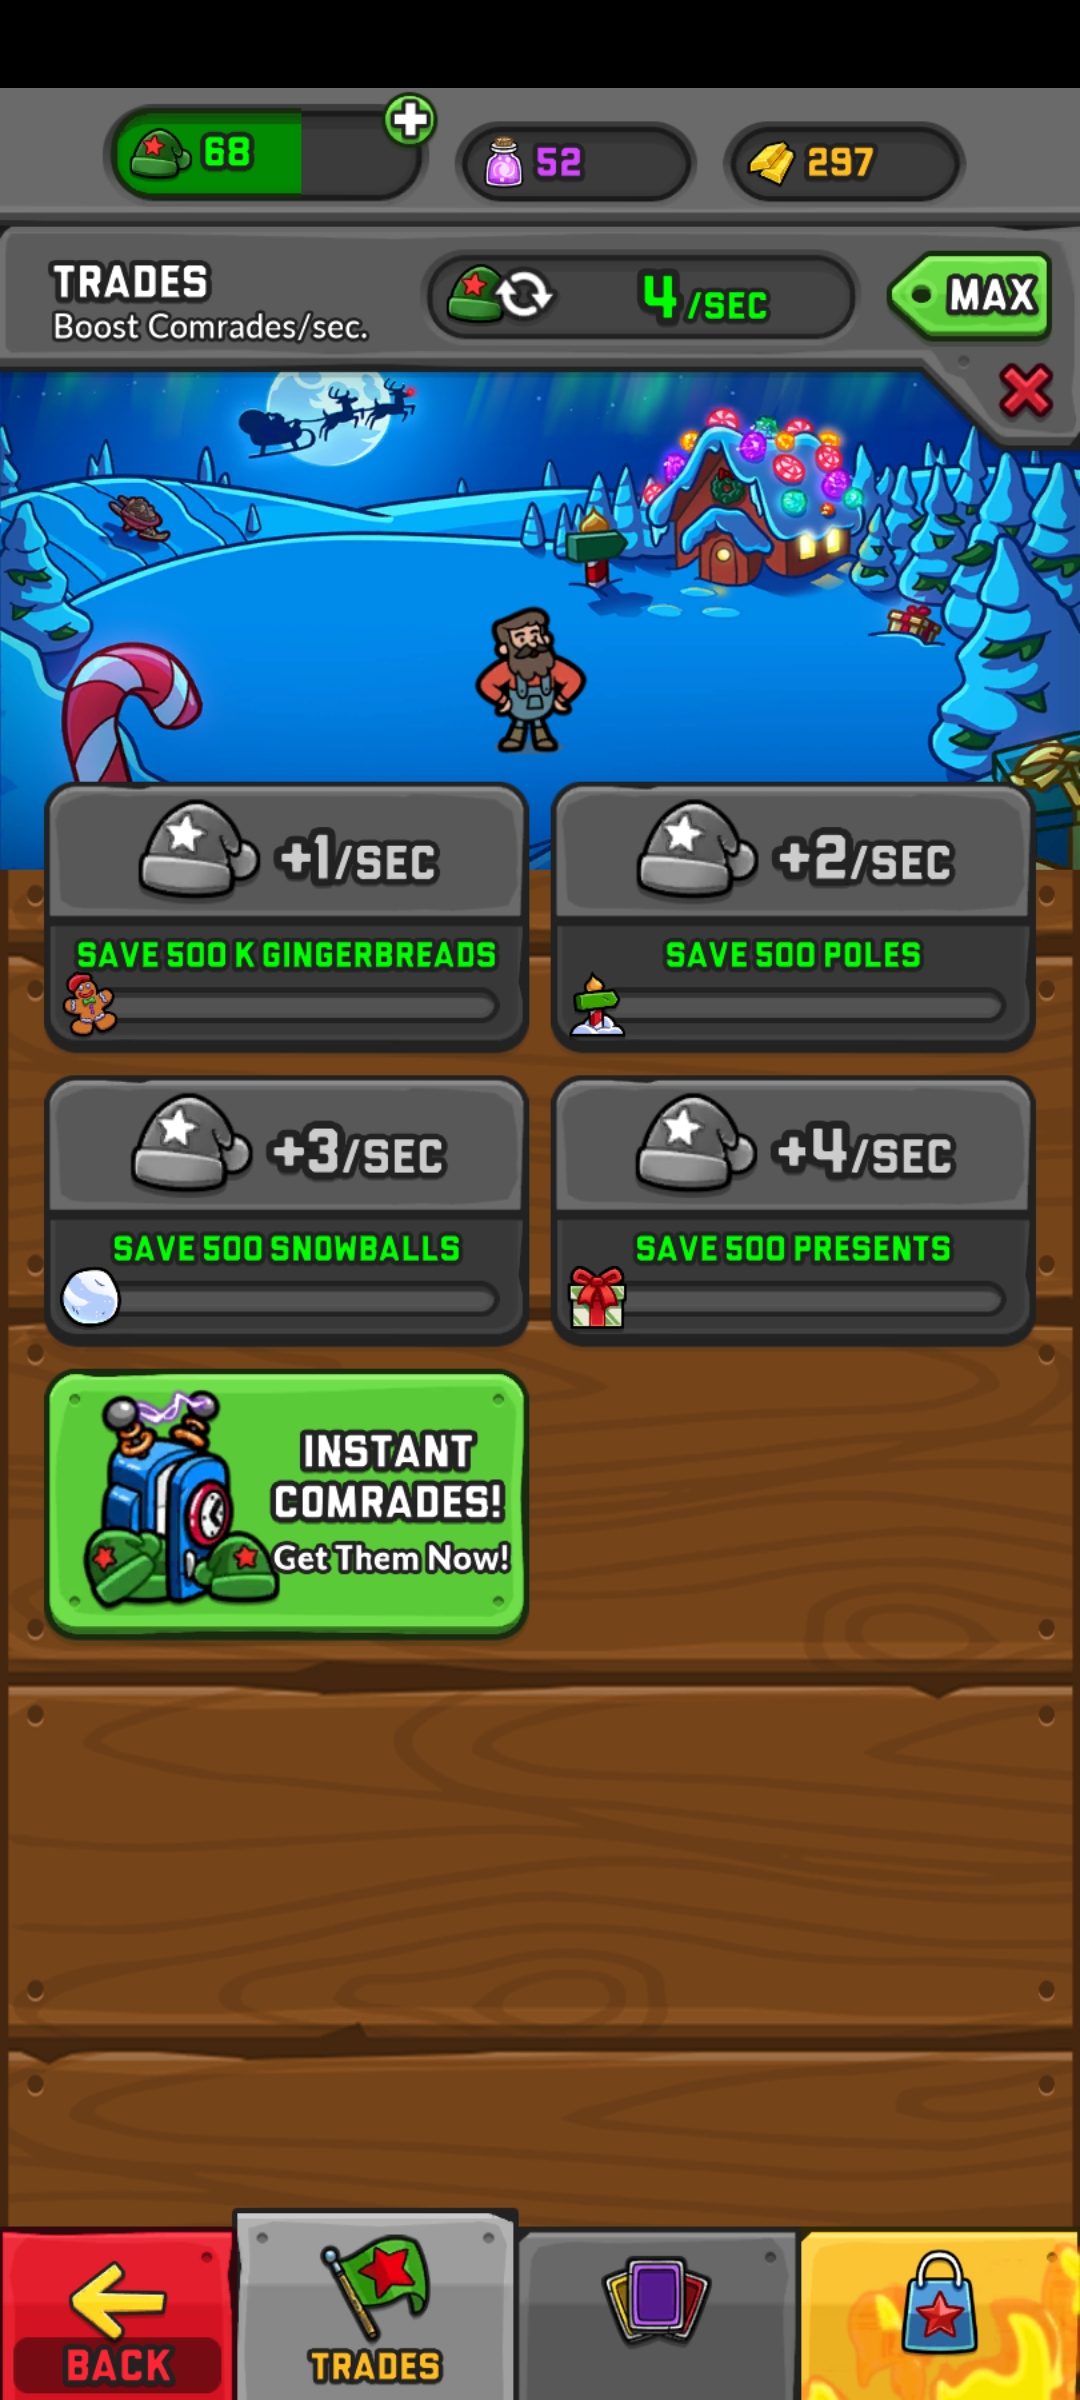 68
52
297
TRADES
Boost Comrades/sec.
4/SEC
MAX
+1/SEC
SAVE 500 K GINGERBREADS
+2/SEC
SAVE 500 POLES
+3/SEC
SAVE 500 SNOWBALLS
+4/SEC
SAVE 500 PRESENTS
INSTANT
COMRADES!
Get Them Now!
BACK
TRADES